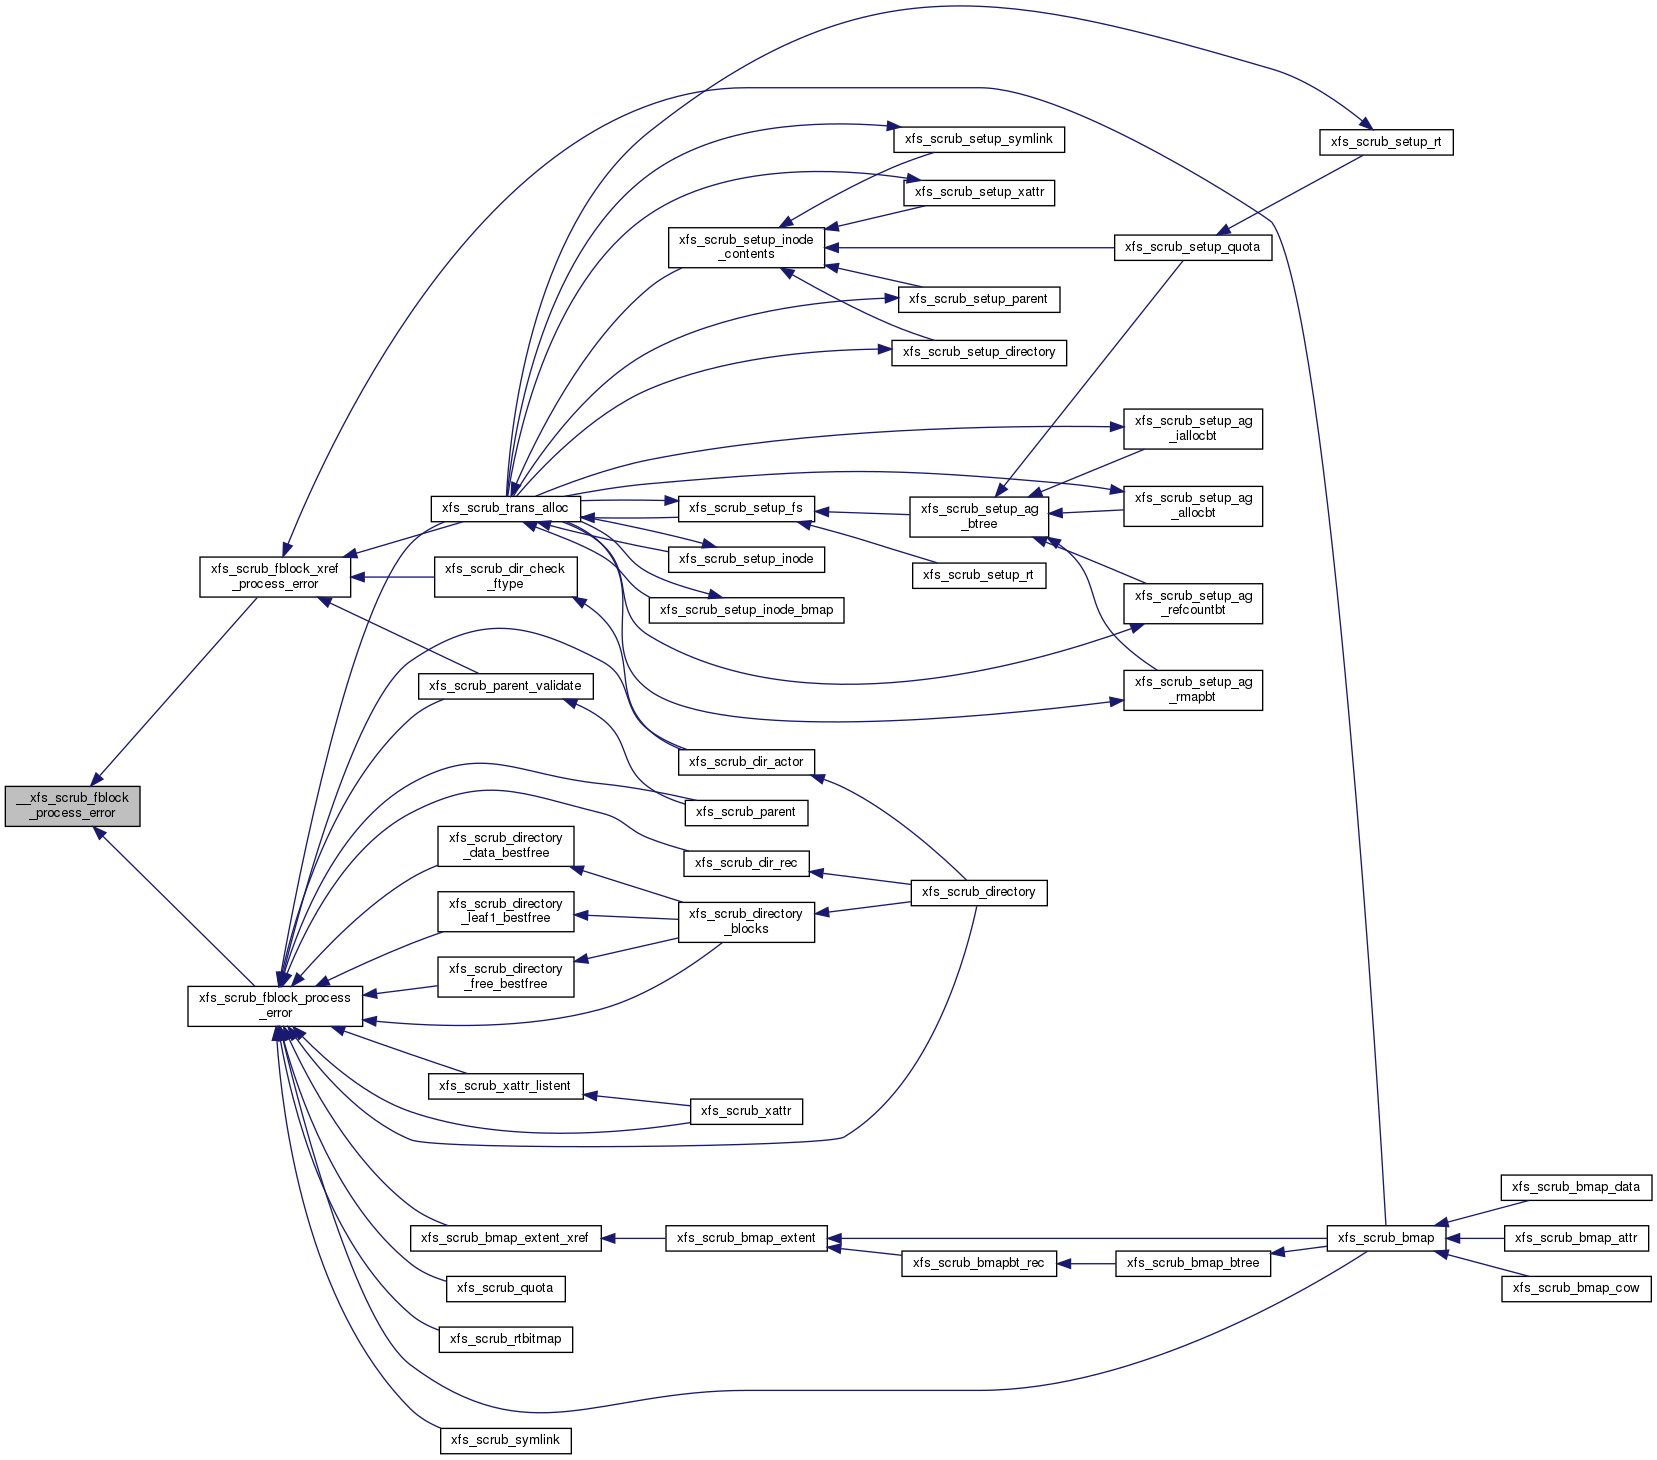 xfs_scrub_setup_symlink
xfs_scrub_setup_rt
xfs_scrub_setup_xattr
xfs_scrub_setup_inode
_contents
xfs_scrub_setup_quota
xfs_scrub_setup_parent
xfs_scrub_setup_directory
xfs_scrub_setup_ag
_iallocbt
xfs_scrub_trans_alloc
xfs_scrub_setup_fs
xfs_scrub_setup_ag
_btree
xfs_scrub_setup_ag
_allocbt
xfs_scrub_setup_inode
xfs_scrub_fblock_xref
_process_error
xfs_scrub_dir_check
_ftype
xfs_scrub_setup_rt
xfs_scrub_setup_inode_bmap
xfs_scrub_setup_ag
_refcountbt
xfs_scrub_parent_validate
xfs_scrub_setup_ag
_rmapbt
xfs_scrub_dir_actor
__xfs_scrub_fblock
_process_error
xfs_scrub_parent
xfs_scrub_directory
_data_bestfree
xfs_scrub_dir_rec
xfs_scrub_directory
xfs_scrub_directory
_leaf1_bestfree
xfs_scrub_directory
_blocks
xfs_scrub_directory
_free_bestfree
xfs_scrub_fblock_process
_error
xfs_scrub_xattr_listent
xfs_scrub_xattr
xfs_scrub_bmap_data
xfs_scrub_bmap_extent_xref
xfs_scrub_bmap_extent
xfs_scrub_bmap
xfs_scrub_bmap_attr
xfs_scrub_bmapbt_rec
xfs_scrub_bmap_btree
xfs_scrub_quota
xfs_scrub_bmap_cow
xfs_scrub_rtbitmap
xfs_scrub_symlink